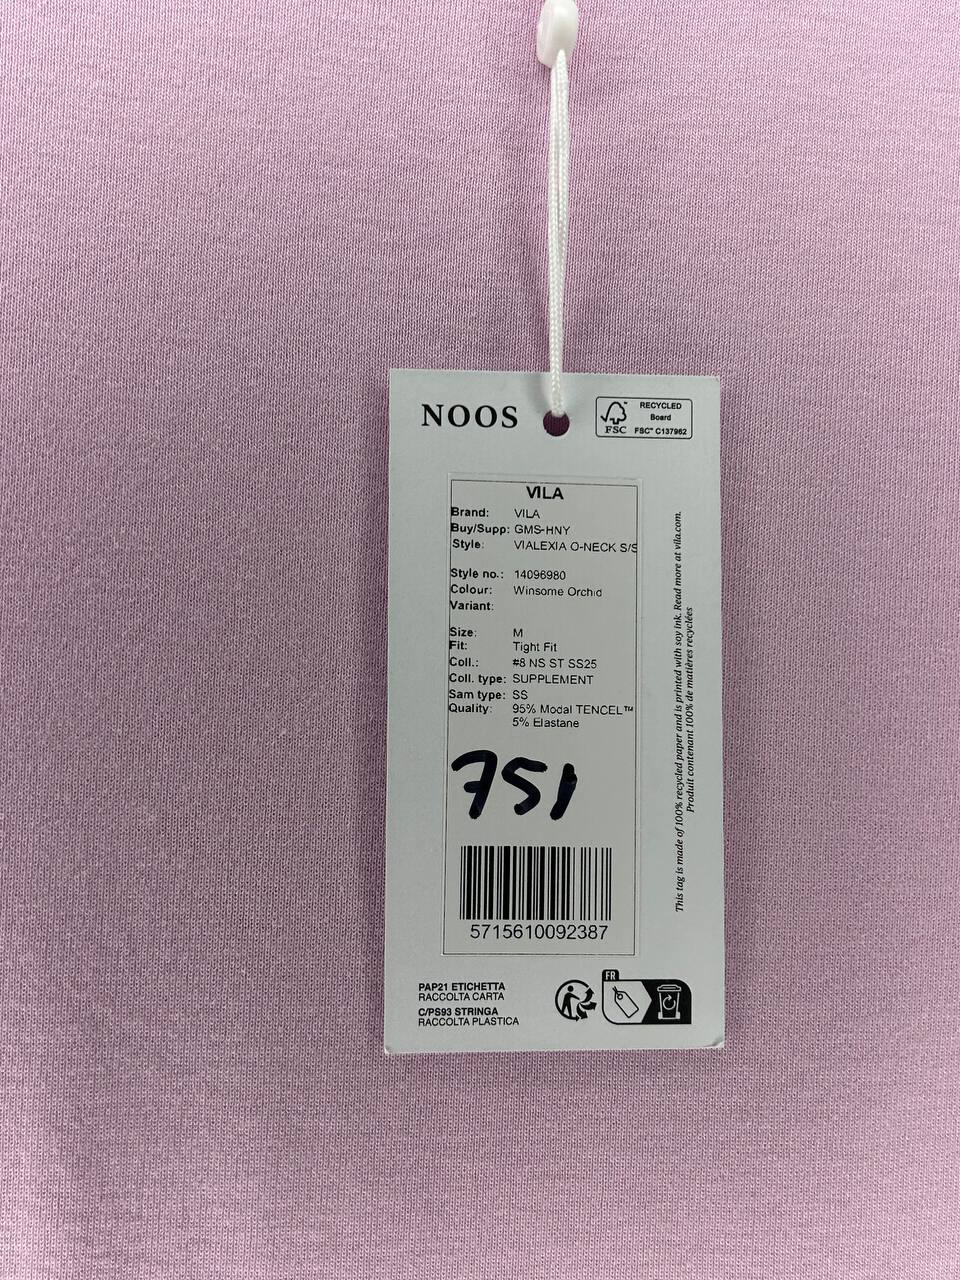 NOOS
FSC
RECYCLED
Board
FSC™ C137962
VILA
Brand: VILA
Buy/Supp: GMS-HNY
Style: VIALEXIA O-NECK S/S
Style no.: 14096980
Colour: Winsome Orchid
Variant:
Size: M
Fit: Tight Fit
Coll.: #8 NS ST SS25
Coll. type: SUPPLEMENT
Sam type: SS
Quality: 95% Modal TENCEL™
5% Elastane
751
5715610092387
This tag is made of 100% recycled paper and is printed with soy ink. Read more at vila.com.
Produit contenant 100% de matières recyclées
PAP21 ETICHETTA
RACCOLTA CARTA
C/PS93 STRINGA
RACCOLTA PLASTICA
FR